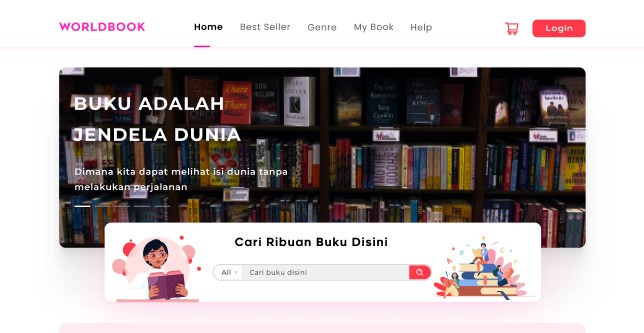 WORLDBOOK
Home
Best Seller
Genre
My Book
Help
Login
BUKU ADALAH
JENDELA DUNIA
Dimana kita dapat melihat isi dunia tanpa
melakukan perjalanan
Cari Ribuan Buku Disini
All
Cari buku disini